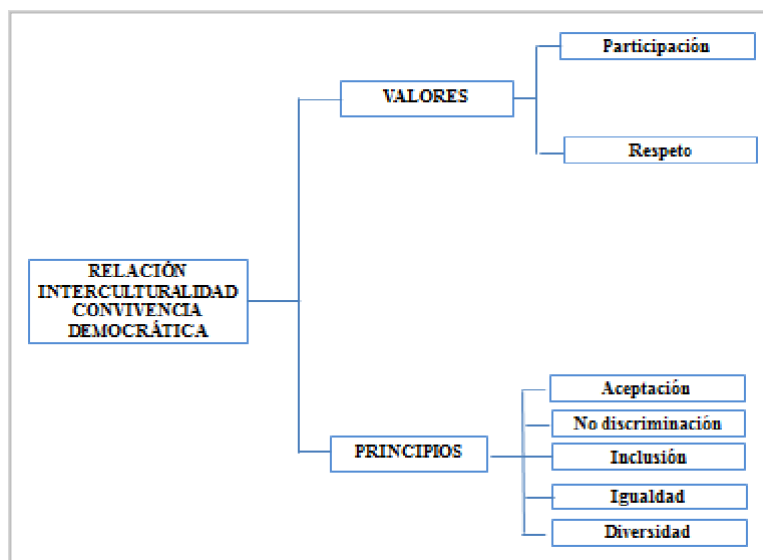 Participación
VALORES
Respeto
RELACIÓN
INTERCULTURALIDAD
CONVIVENCIA
DEMOCRÁTICA
Aceptación
No discriminación
PRINCIPIOS
Inclusión
Igualdad
Diversidad